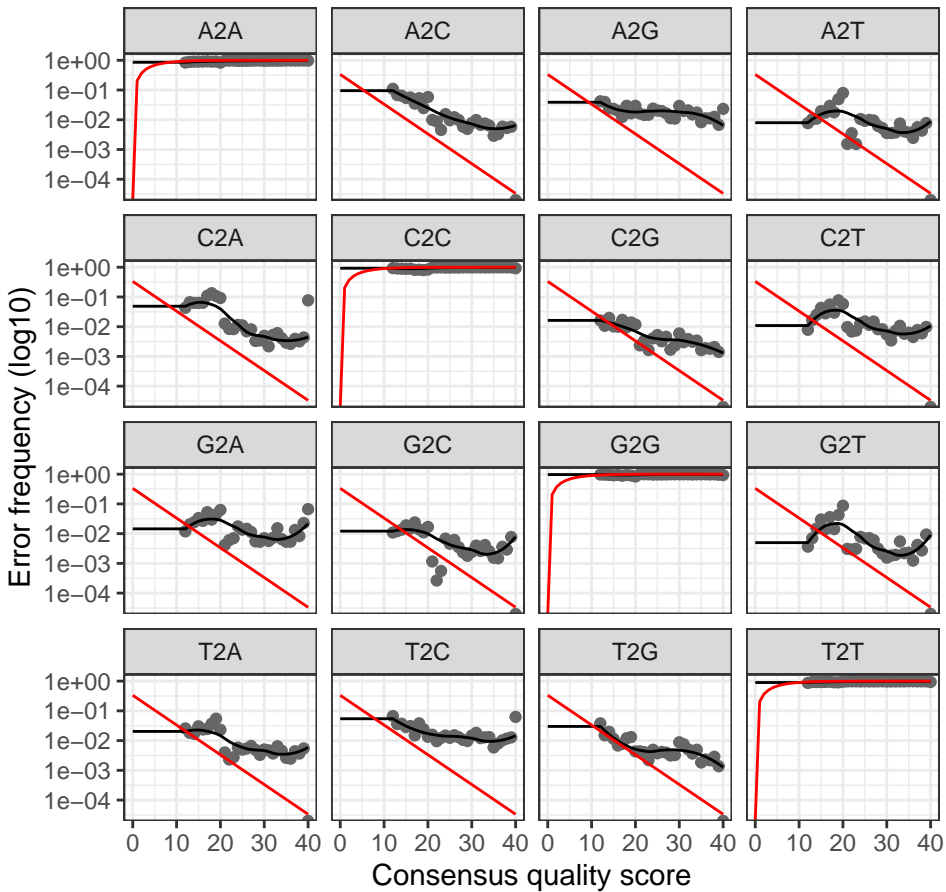 A2A A2C A2G A2T
1e+00
1e−01
1e−02
1e−03
1e−04
C2A C2C C2G C2T
1e+00
1e−01
1e−02
1e−03
1e−04
G2A G2C G2G G2T
1e+00
1e−01
1e−02
1e−03
1e−04
T2A T2C T2G T2T
1e+00
1e−01
1e−02
1e−03
1e−04
0 10 20 30 40 0 10 20 30 40 0 10 20 30 40 0 10 20 30 40
Consensus quality score
Error frequency (log10)